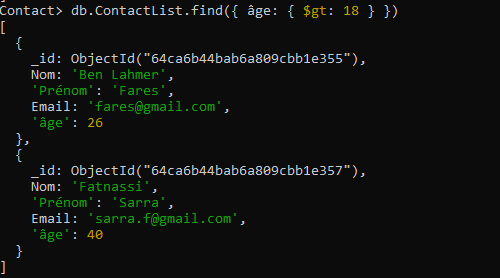 Contact> db.ContactList.find({ âge: { $gt: 18 } })
[
  {
    _id: ObjectId("64ca6b44bab6a809cbb1e355"),
    Nom: 'Ben Lahmer',
    'Prénom': 'Fares',
    Email: 'fares@gmail.com',
    'âge': 26
  },
  {
    _id: ObjectId("64ca6b44bab6a809cbb1e357"),
    Nom: 'Fatnassi',
    'Prénom': 'Sarra',
    Email: 'sarra.f@gmail.com',
    'âge': 40
  }
]